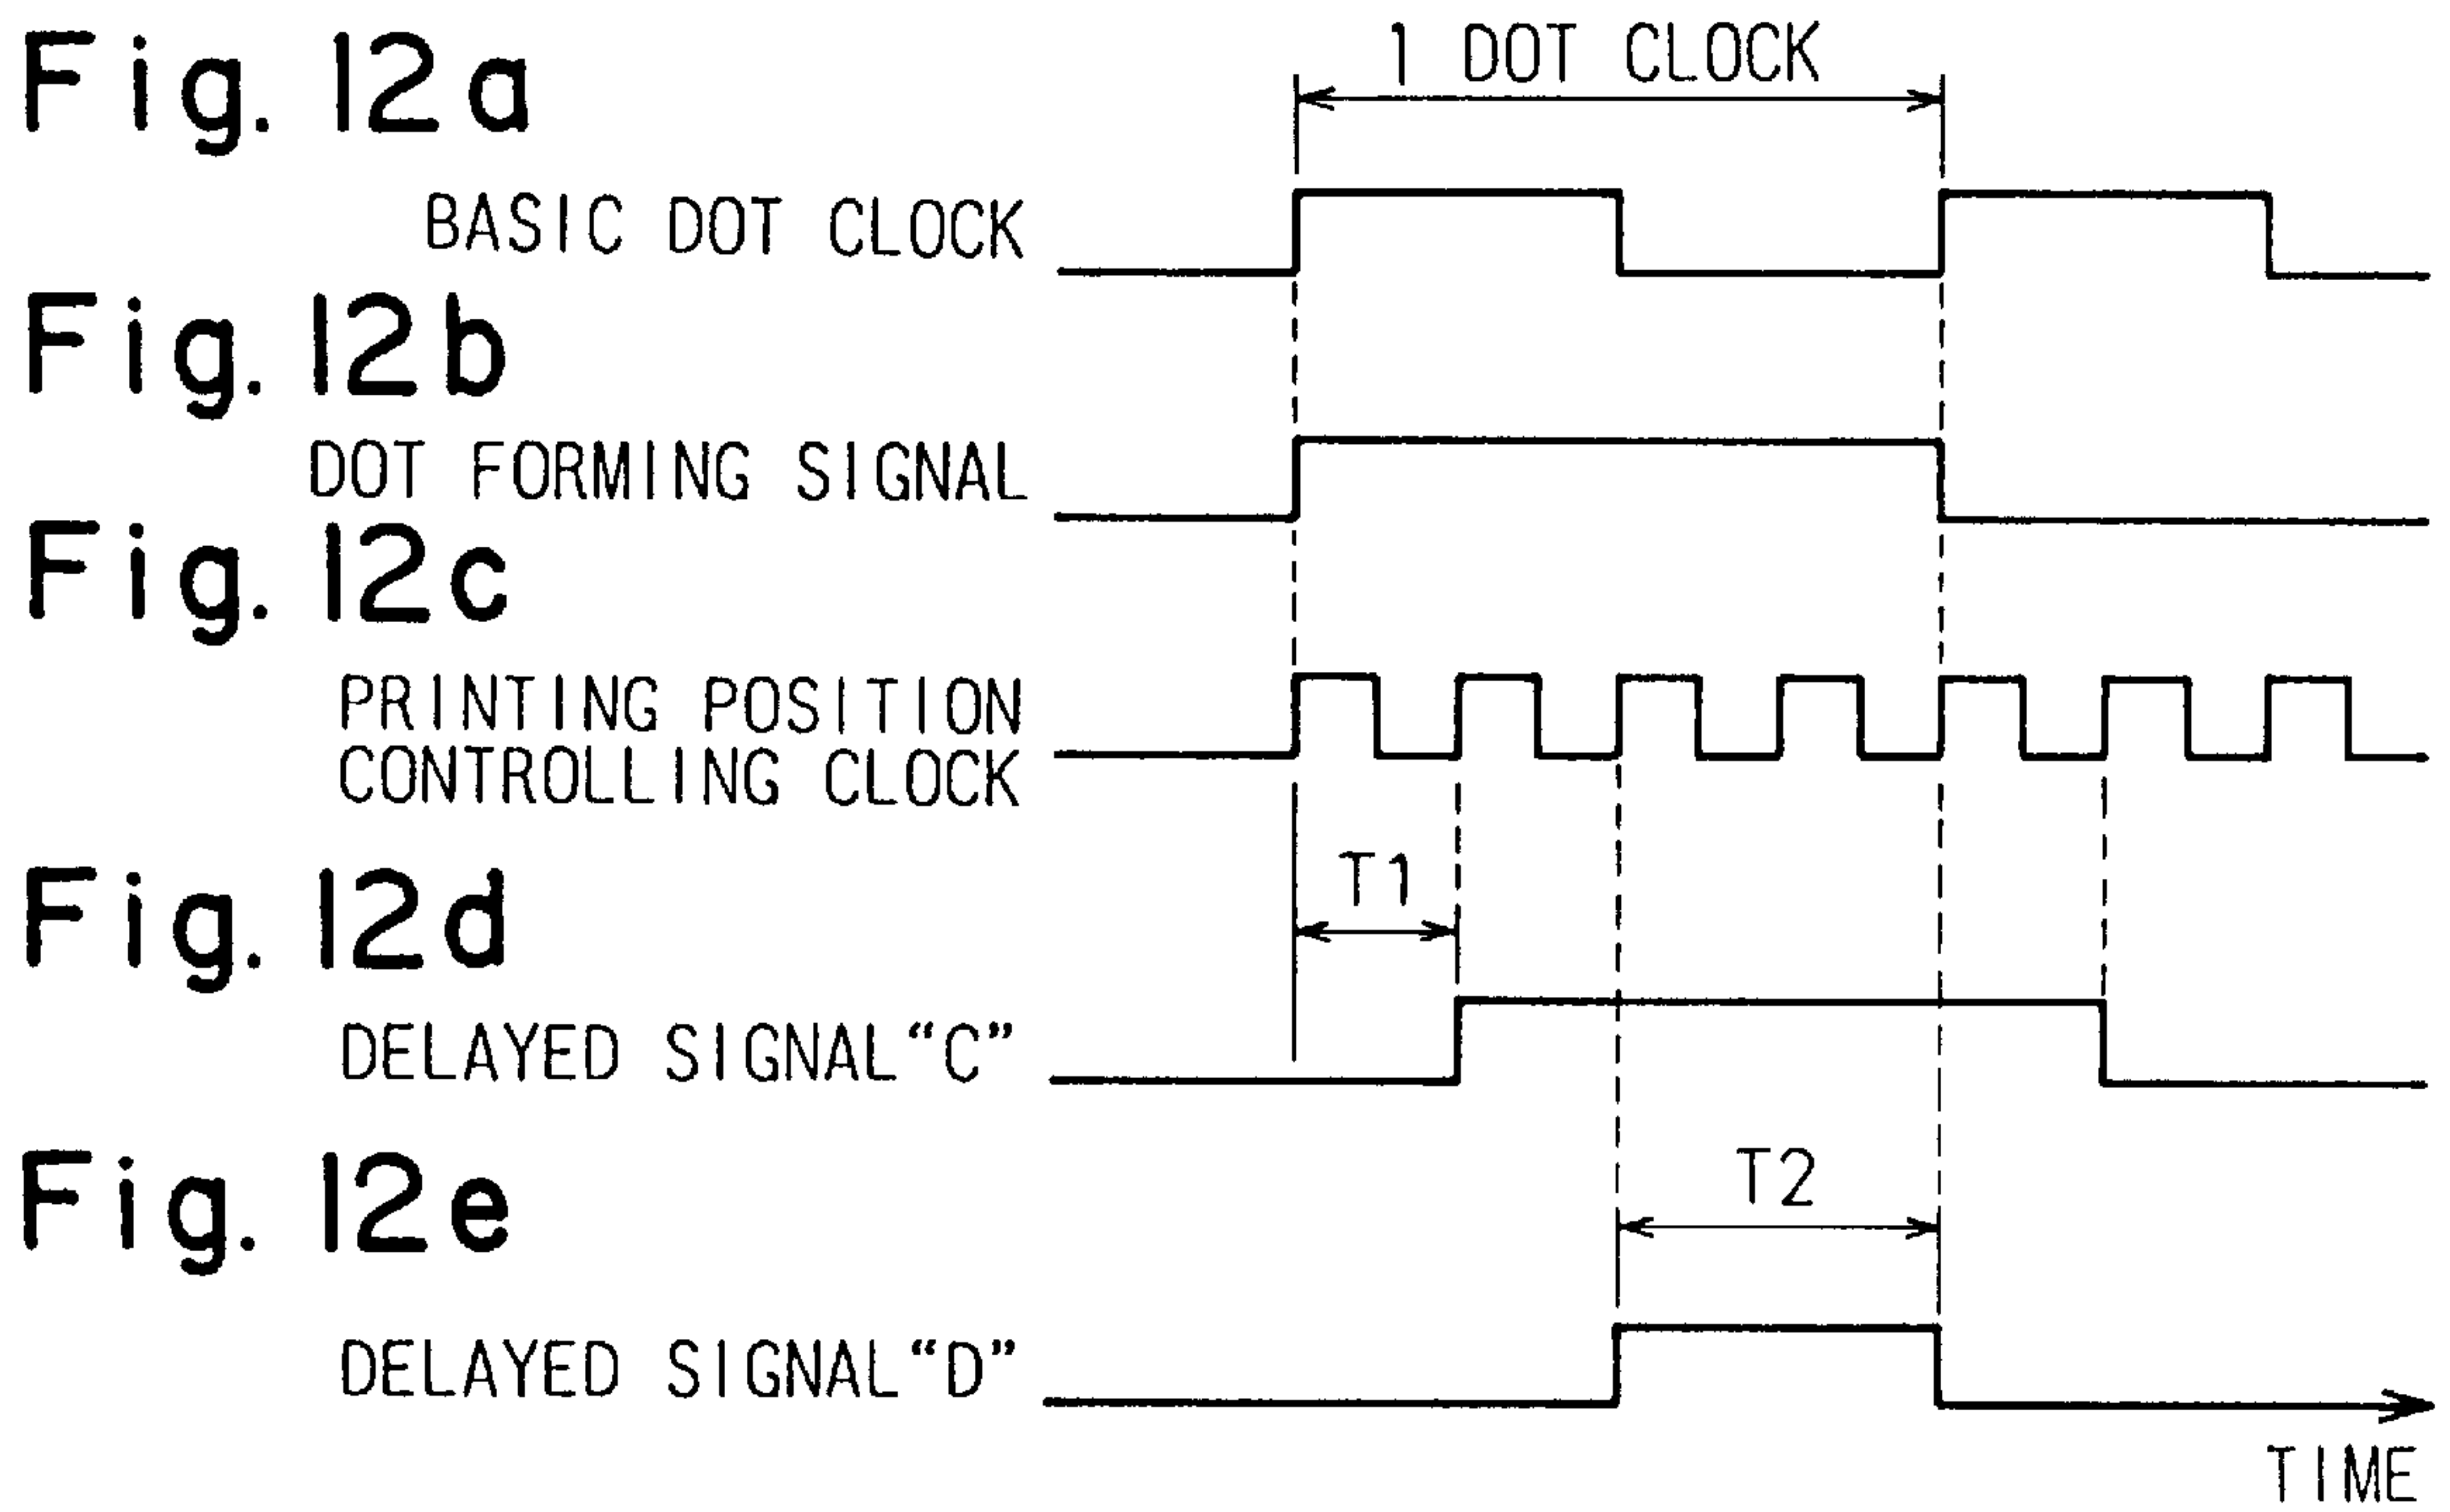 Fig. 12a
1 DOT CLOCK
BASIC DOT CLOCK
Fig. 12b
DOT FORMING SIGNAL
Fig. 12c
PRINTING POSITION
CONTROLLING CLOCK
T1
Fig. 12d
DELAYED SIGNAL “C”
Fig. 12e
T2
DELAYED SIGNAL “D”
TIME